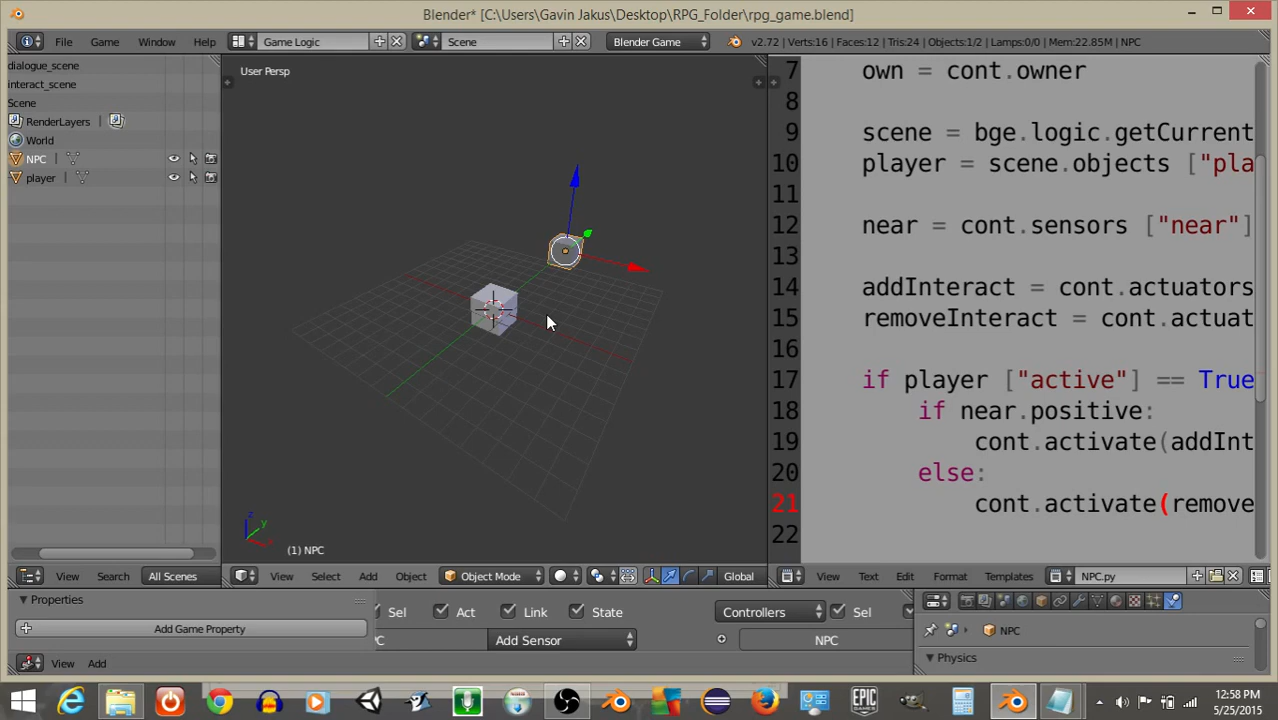 Blender* [C:\Users\Gavin Jakus\Desktop\RPG_Folder\rpg_game.blend]
File Game Window Help Game Logic Scene Blender Game v2.72 | Verts:16 | Faces:12 | Tris:24 | Objects:1/2 | Lamps:0/0 | Mem:22.85M | NPC
dialogue_scene
interact_scene
Scene
RenderLayers |
World
NPC |
player |
User Persp
(1) NPC
7 own = cont.owner
8
9 scene = bge.logic.getCurrent
10 player = scene.objects ["pla
11
12 near = cont.sensors ["near"]
13
14 addInteract = cont.actuators
15 removeInteract = cont.actuat
16
17 if player ["active"] == True
18 if near.positive:
19 cont.activate(addInt
20 else:
21 cont.activate(remove
22
View Search All Scenes
View Select Add Object Object Mode Global
View Text Edit Format Templates NPC.py
Properties
Add Game Property
View Add
Sel Act Link State Controllers Sel
PC Add Sensor NPC
NPC
Physics
EPIC GAMES
12:58 PM
5/25/2015